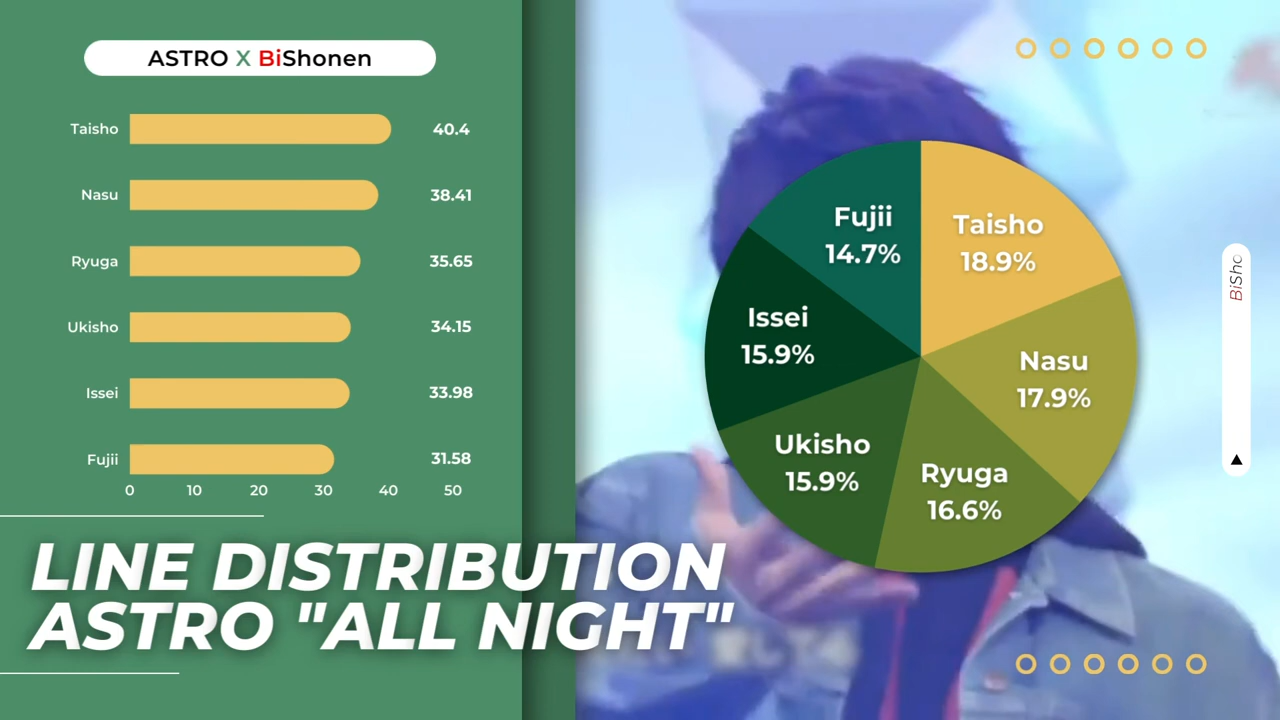 ASTRO X BiShonen
Taisho 40.4
Nasu 38.41
Ryuga 35.65
Ukisho 34.15
Issei 33.98
Fujii 31.58
0 10 20 30 40 50
LINE DISTRIBUTION
ASTRO "ALL NIGHT"
Fujii
14.7%
Taisho
18.9%
Issei
15.9%
Nasu
17.9%
Ukisho
15.9%
Ryuga
16.6%
BiSho